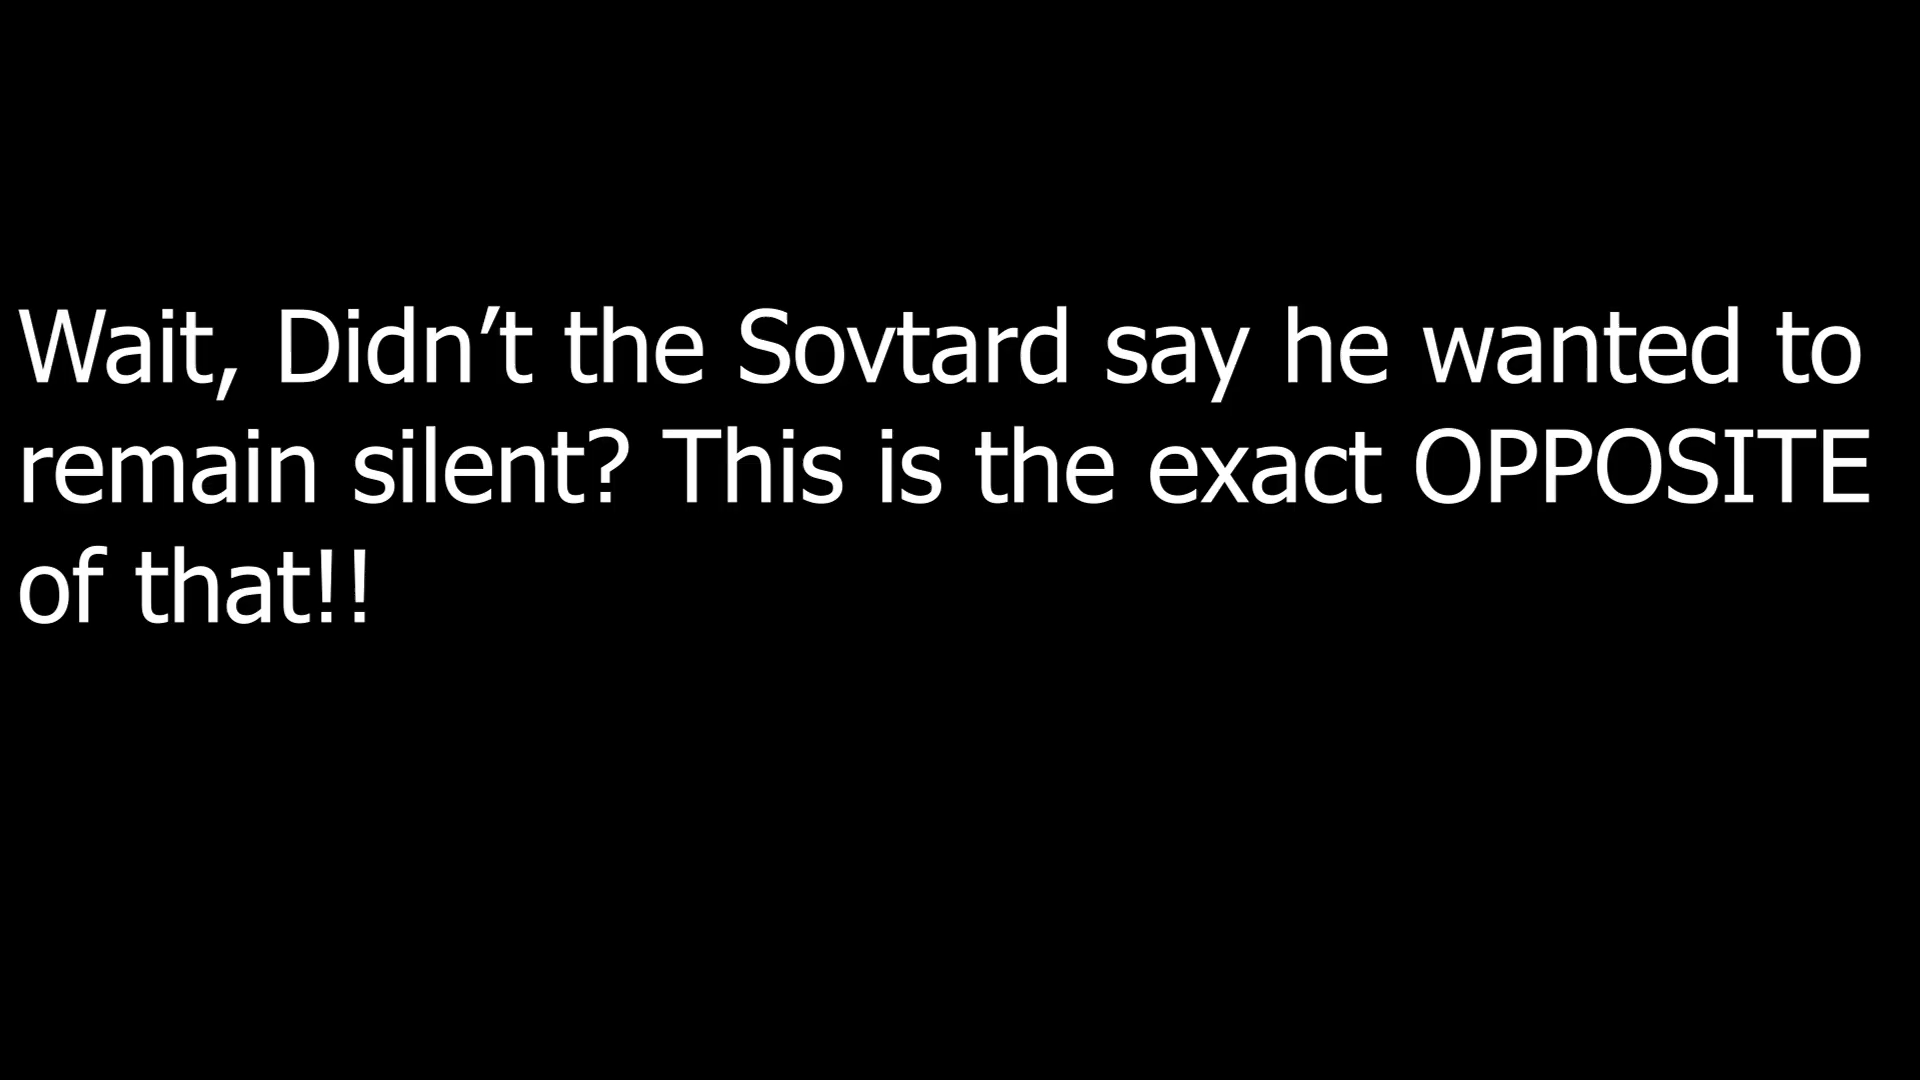 Wait, Didn’t the Sovtard say he wanted to
remain silent? This is the exact OPPOSITE
of that!!